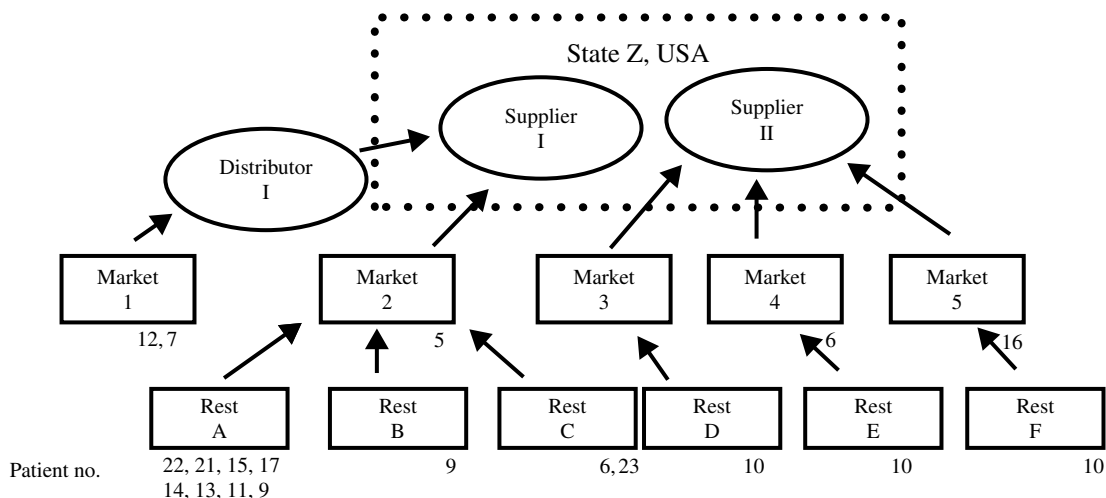 State Z, USA
Supplier
I
Supplier
II
Distributor
I
Market
1
Market
2
Market
3
Market
4
Market
5
12, 7
5
6
16
Rest
A
Rest
B
Rest
C
Rest
D
Rest
E
Rest
F
Patient no.
22, 21, 15, 17
14, 13, 11, 9
9
6, 23
10
10
10